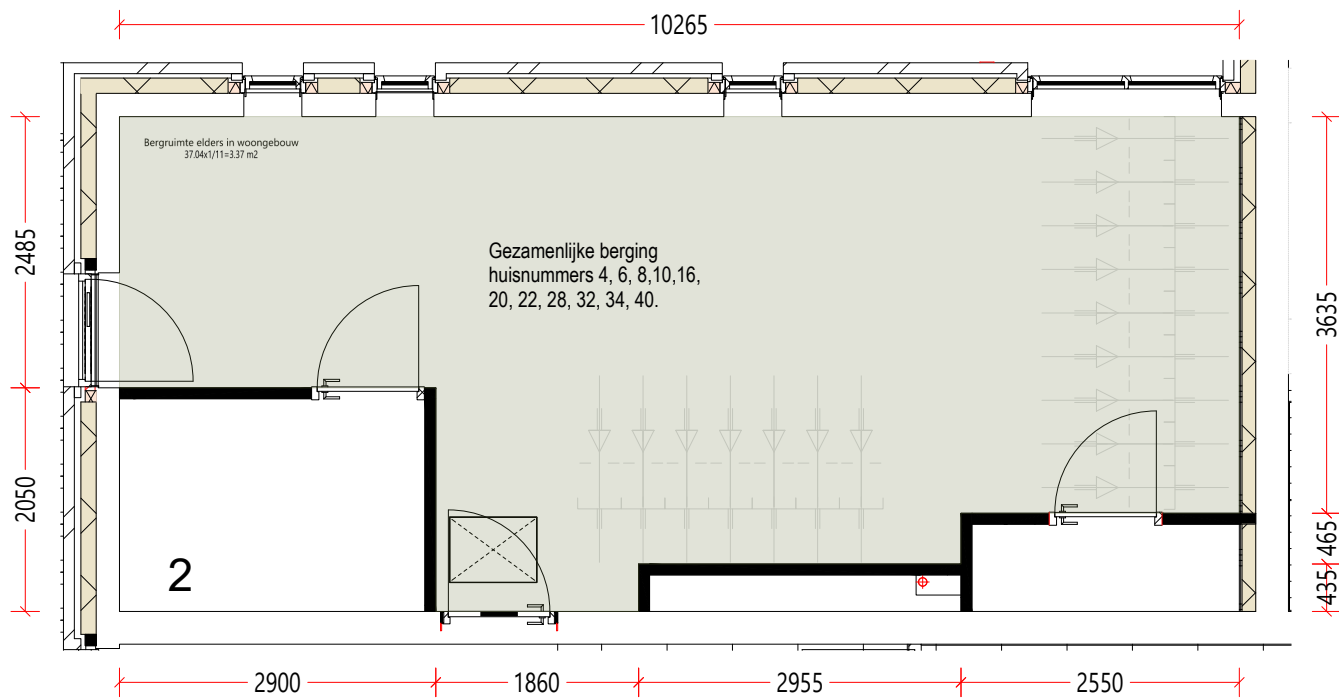 10265
Bergruimte elders in woongebouw
37.04x1/11=3.37 m2
Gezamenlijke berging
huisnummers 4, 6, 8,10,16,
20, 22, 28, 32, 34, 40.
2485
3635
2050
465
435
2
2900
1860
2955
2550